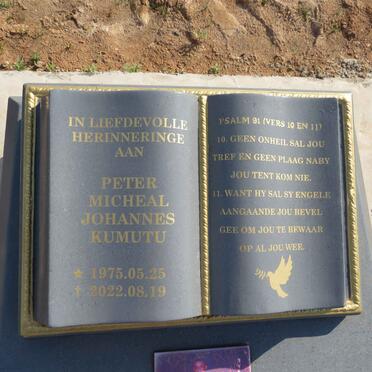 IN LIEFDEVOLLE
HERINNERINGE
AAN
PETER
MICHEAL
JOHANNES
KUMUTU
★ 1975.05.25
† 2022.08.19
PSALM 91 (VERS 10 EN 11)
10. GEEN ONHEIL SAL JOU
TREF EN GEEN PLAAG NABY
JOU TENT KOM NIE.
11. WANT HY SAL SY ENGELE
AANGAANDE JOU BEVEL
GEE OM JOU TE BEWAAR
OP AL JOU WEË.